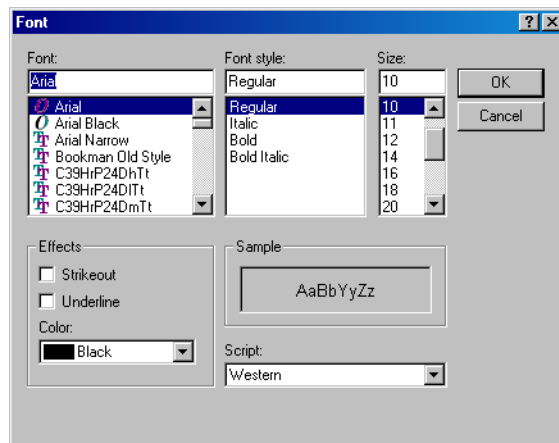 Font
Font:
Font style:
Size:
Arial
Regular
10
OK
Cancel
Arial
Arial Black
Arial Narrow
Bookman Old Style
C39HrP24DhTt
C39HrP24DlTt
C39HrP24DmTt
Regular
Italic
Bold
Bold Italic
10
11
12
14
16
18
20
Effects
Strikeout
Underline
Color:
Black
Sample
AaBbYyZz
Script:
Western